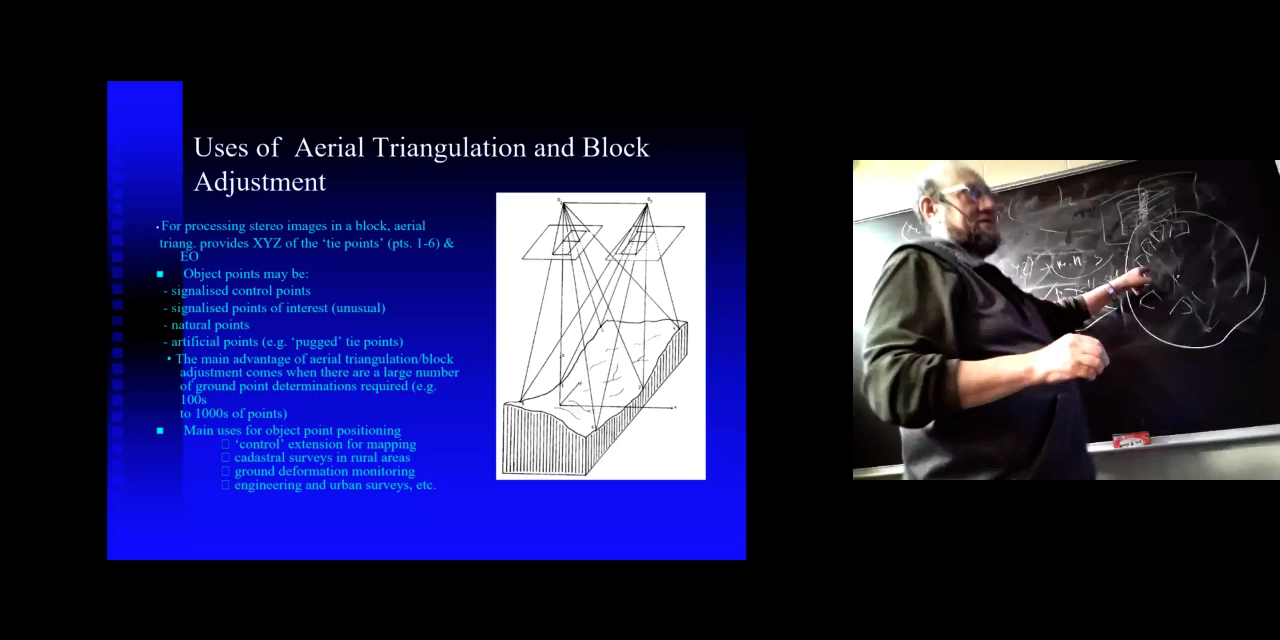 Uses of Aerial Triangulation and Block
Adjustment
For processing stereo images in a block, aerial
triang. provides XYZ of the ‘tie points’ (pts. 1-6) &
EO
Object points may be:
- signalised control points
- signalised points of interest (unusual)
- natural points
- artificial points (e.g. ‘pugged’ tie points)
• The main advantage of aerial triangulation/block
adjustment comes when there are a large number
of ground point determinations required (e.g.
100s
to 1000s of points)
Main uses for object point positioning
‘control’ extension for mapping
cadastral surveys in rural areas
ground deformation monitoring
engineering and urban surveys, etc.